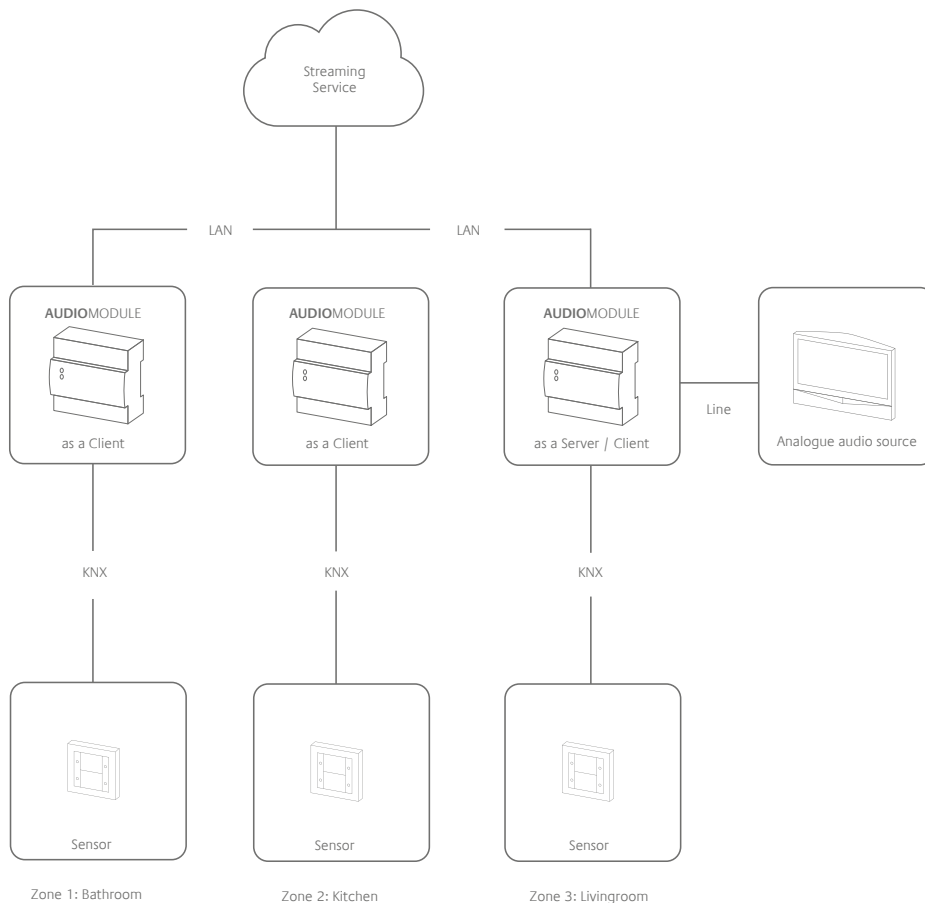 Streaming
Service
LAN
LAN
AUDIOMODULE
as a Client
AUDIOMODULE
as a Client
AUDIOMODULE
as a Server / Client
Line
Analogue audio source
KNX
KNX
KNX
Sensor
Sensor
Sensor
Zone 1: Bathroom
Zone 2: Kitchen
Zone 3: Livingroom